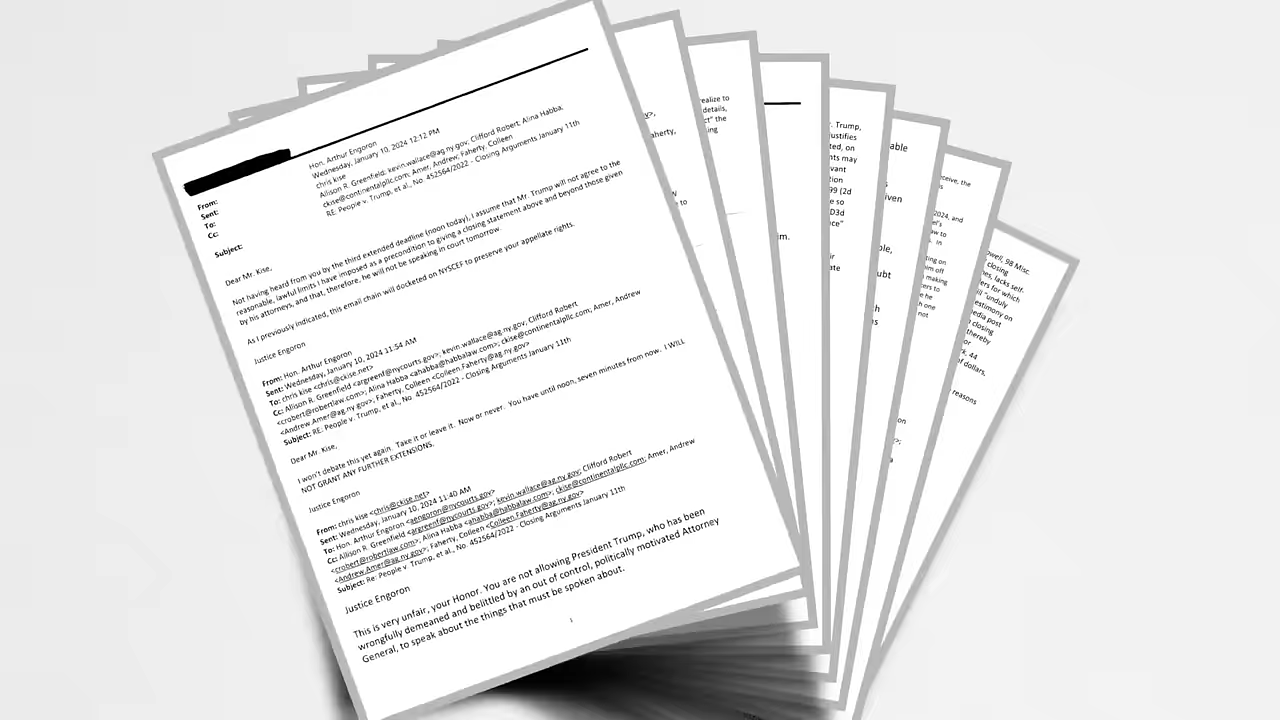 From: Hon. Arthur Engoron
Sent: Wednesday, January 10, 2024 12:12 PM
To: chris kise
Cc: Allison R. Greenfield; kevin.wallace@ag.ny.gov; Clifford Robert; Alina Habba;
ckise@continentalpllc.com; Amer, Andrew; Faherty, Colleen
Subject: RE: People v. Trump, et al., No. 452564/2022 - Closing Arguments January 11th
Dear Mr. Kise,
Not having heard from you by the third extended deadline (noon today), I assume that Mr. Trump will not agree to the
reasonable, lawful limits I have imposed as a precondition to giving a closing statement above and beyond those given
by his attorneys, and that, therefore, he will not be speaking in court tomorrow.
As I previously indicated, this email chain will docketed on NYSCEF to preserve your appellate rights.
Justice Engoron
From: Hon. Arthur Engoron
Sent: Wednesday, January 10, 2024 11:54 AM
To: chris kise <chris@ckise.net>
Cc: Allison R. Greenfield <argreenf@nycourts.gov>; kevin.wallace@ag.ny.gov; Clifford Robert
<crobert@robertlaw.com>; Alina Habba <ahabba@habbalaw.com>; ckise@continentalpllc.com; Amer, Andrew
<Andrew.Amer@ag.ny.gov>; Faherty, Colleen <Colleen.Faherty@ag.ny.gov>
Subject: RE: People v. Trump, et al., No. 452564/2022 - Closing Arguments January 11th
Dear Mr. Kise,
I won't debate this yet again. Take it or leave it. Now or never. You have until noon, seven minutes from now. I WILL
NOT GRANT ANY FURTHER EXTENSIONS.
Justice Engoron
From: chris kise <chris@ckise.net>
Sent: Wednesday, January 10, 2024 11:40 AM
To: Hon. Arthur Engoron <aengoron@nycourts.gov>
Cc: Allison R. Greenfield <argreenf@nycourts.gov>; kevin.wallace@ag.ny.gov; Clifford Robert
<crobert@robertlaw.com>; Alina Habba <ahabba@habbalaw.com>; ckise@continentalpllc.com; Amer, Andrew
<Andrew.Amer@ag.ny.gov>; Faherty, Colleen <Colleen.Faherty@ag.ny.gov>
Subject: Re: People v. Trump, et al., No. 452564/2022 - Closing Arguments January 11th
Justice Engoron
This is very unfair, your Honor. You are not allowing President Trump, who has been
wrongfully demeaned and belittled by an out of control, politically motivated Attorney
General, to speak about the things that must be spoken about.
1